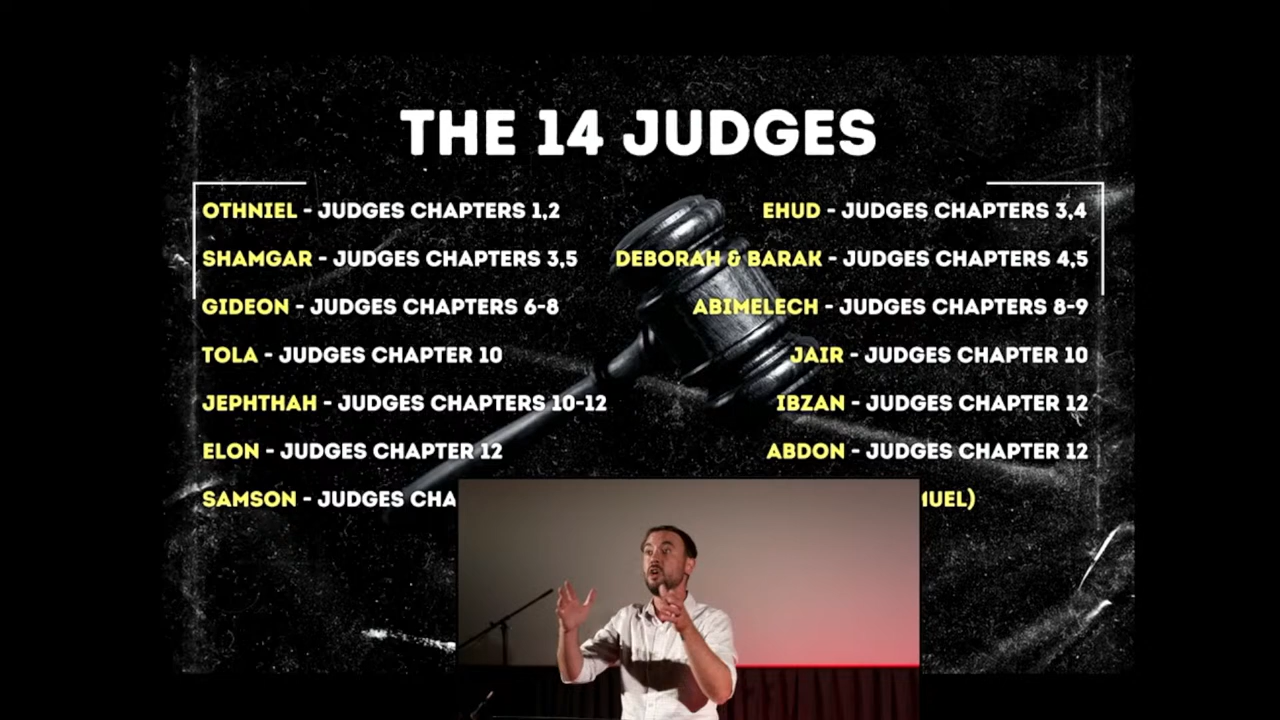 THE 14 JUDGES
OTHNIEL - JUDGES CHAPTERS 1,2
EHUD - JUDGES CHAPTERS 3,4
SHAMGAR - JUDGES CHAPTERS 3,5
DEBORAH & BARAK - JUDGES CHAPTERS 4,5
GIDEON - JUDGES CHAPTERS 6-8
ABIMELECH - JUDGES CHAPTERS 8-9
TOLA - JUDGES CHAPTER 10
JAIR - JUDGES CHAPTER 10
JEPHTHAH - JUDGES CHAPTERS 10-12
IBZAN - JUDGES CHAPTER 12
ELON - JUDGES CHAPTER 12
ABDON - JUDGES CHAPTER 12
SAMSON - JUDGES CHA
UEL)